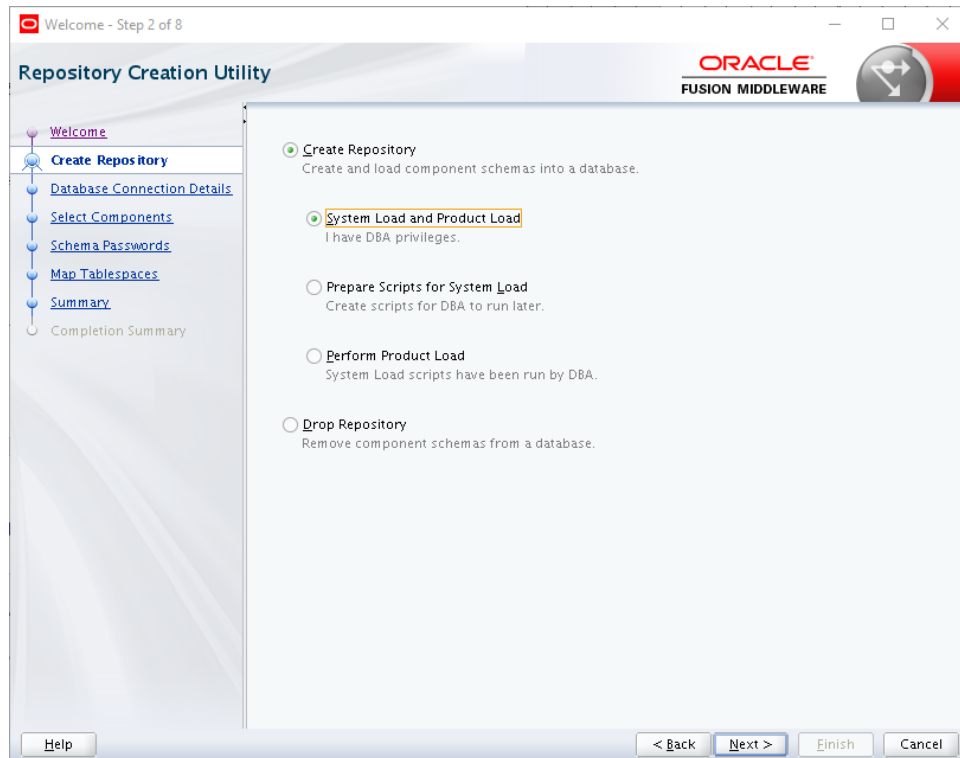 Welcome - Step 2 of 8
Repository Creation Utility
ORACLE
FUSION MIDDLEWARE
Welcome
Create Repository
Database Connection Details
Select Components
Schema Passwords
Map Tablespaces
Summary
Completion Summary
Create Repository
Create and load component schemas into a database.
System Load and Product Load
I have DBA privileges.
Prepare Scripts for System Load
Create scripts for DBA to run later.
Perform Product Load
System Load scripts have been run by DBA.
Drop Repository
Remove component schemas from a database.
Help
< Back
Next >
Finish
Cancel